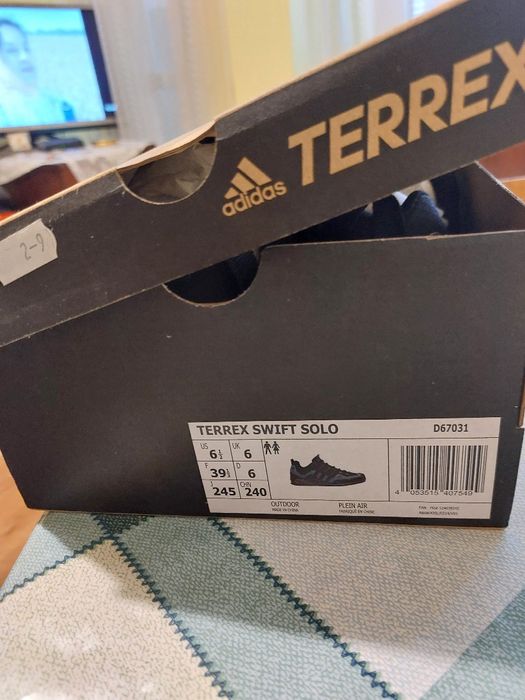 TERREX
adidas
2-9
TERREX SWIFT SOLO D67031
US 6½ UK 6
F 39⅓ D 6
J 245 CHN 240
OUTDOOR PLEIN AIR
MADE IN CHINA FABRIQUÉ EN CHINE
4 053515 407549